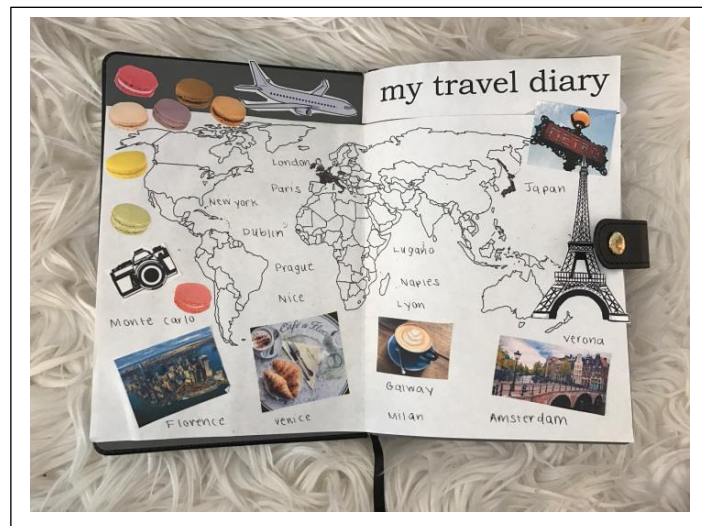 my travel diary
London
Paris
Japan
New york
Dublin
Lugano
Prague
Naples
Nice
Lyon
Monte Carlo
Verona
Galway
Florence
venice
Milan
Amsterdam